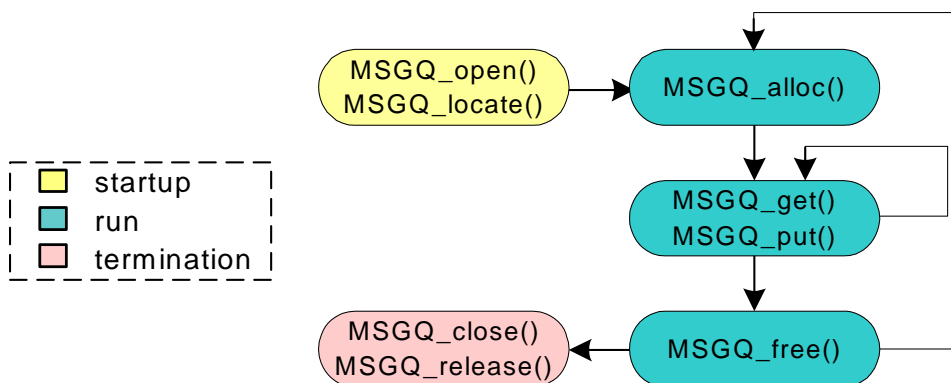 MSGQ_open()
MSGQ_locate()
MSGQ_alloc()
startup
run
termination
MSGQ_get()
MSGQ_put()
MSGQ_close()
MSGQ_release()
MSGQ_free()